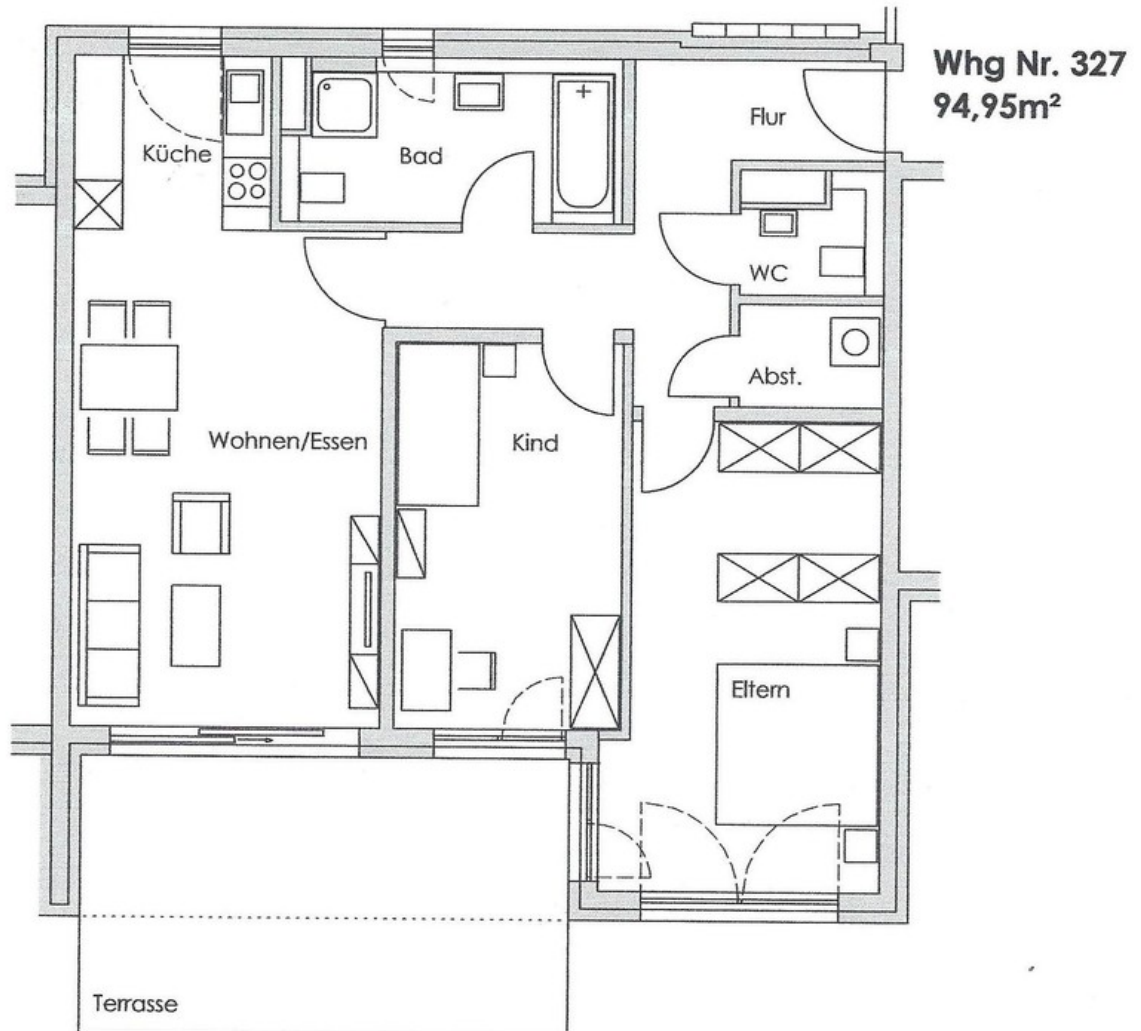 Whg Nr. 327
94,95m²
Flur
Küche
Bad
WC
Abst.
Wohnen/Essen
Kind
Eltern
Terrasse